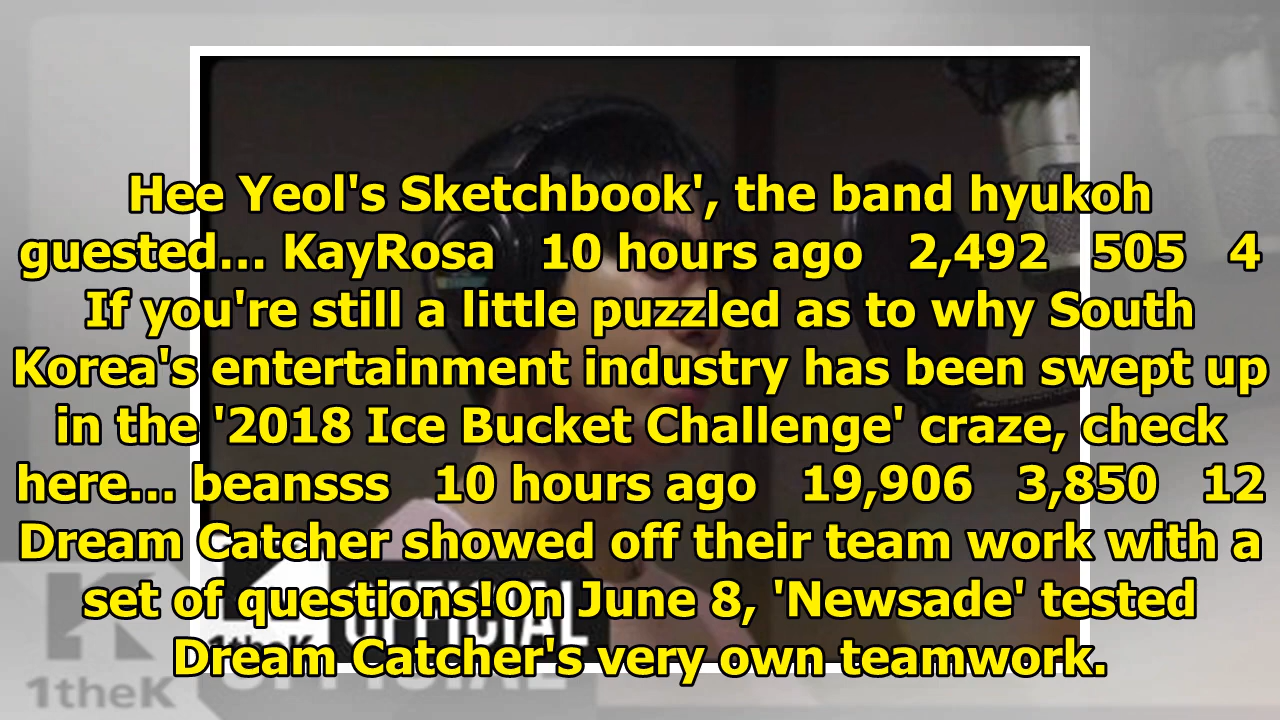 Hee Yeol's Sketchbook', the band hyukoh
guested... KayRosa 10 hours ago 2,492 505 4
If you're still a little puzzled as to why South
Korea's entertainment industry has been swept up
in the '2018 Ice Bucket Challenge' craze, check
here... beansss 10 hours ago 19,906 3,850 12
Dream Catcher showed off their team work with a
set of questions!On June 8, 'Newsade' tested
Dream Catcher's very own teamwork.
OFFICIAL
1theK
1theK
OFFICIAL